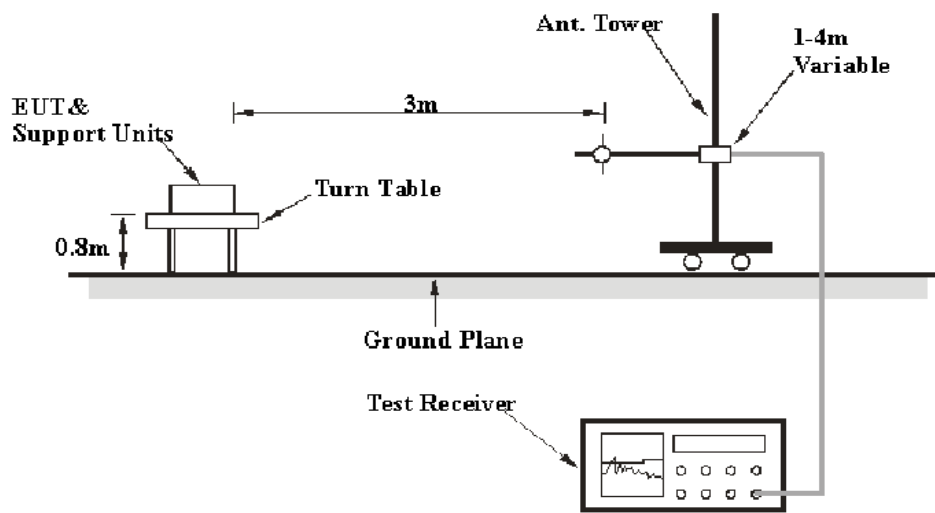 Ant. Tower
1-4m
Variable
EUT&
Support Units
3m
Turn Table
0.8m
Ground Plane
Test Receiver